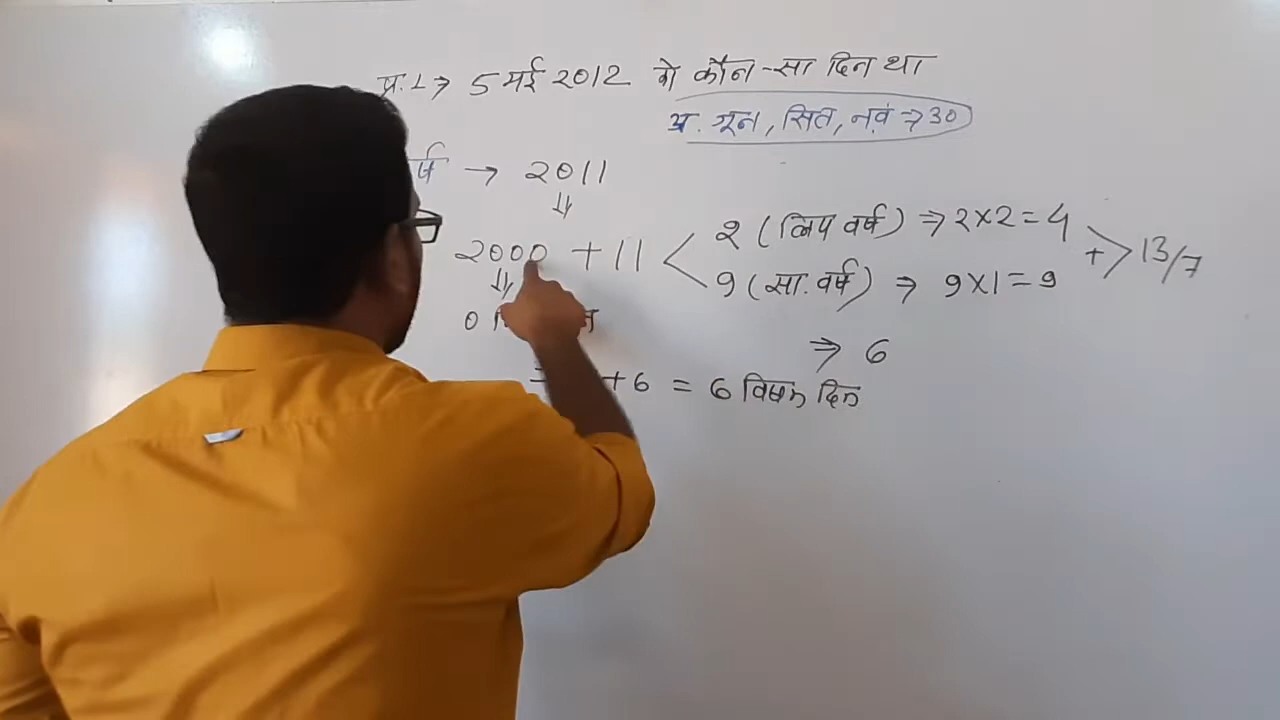 प्र.1→ 5 मई 2012 को कौन-सा दिन था
अ. जून, सित, नवं ⇒ 30
र्ष → 2011
⇓
2000 + 11 < 2 (लिप वर्ष) ⇒ 2×2=4
9 (सा. वर्ष) ⇒ 9×1=9
+ > 13/7
⇓
0
⇒ 6
+6 = 6 विषम दिन